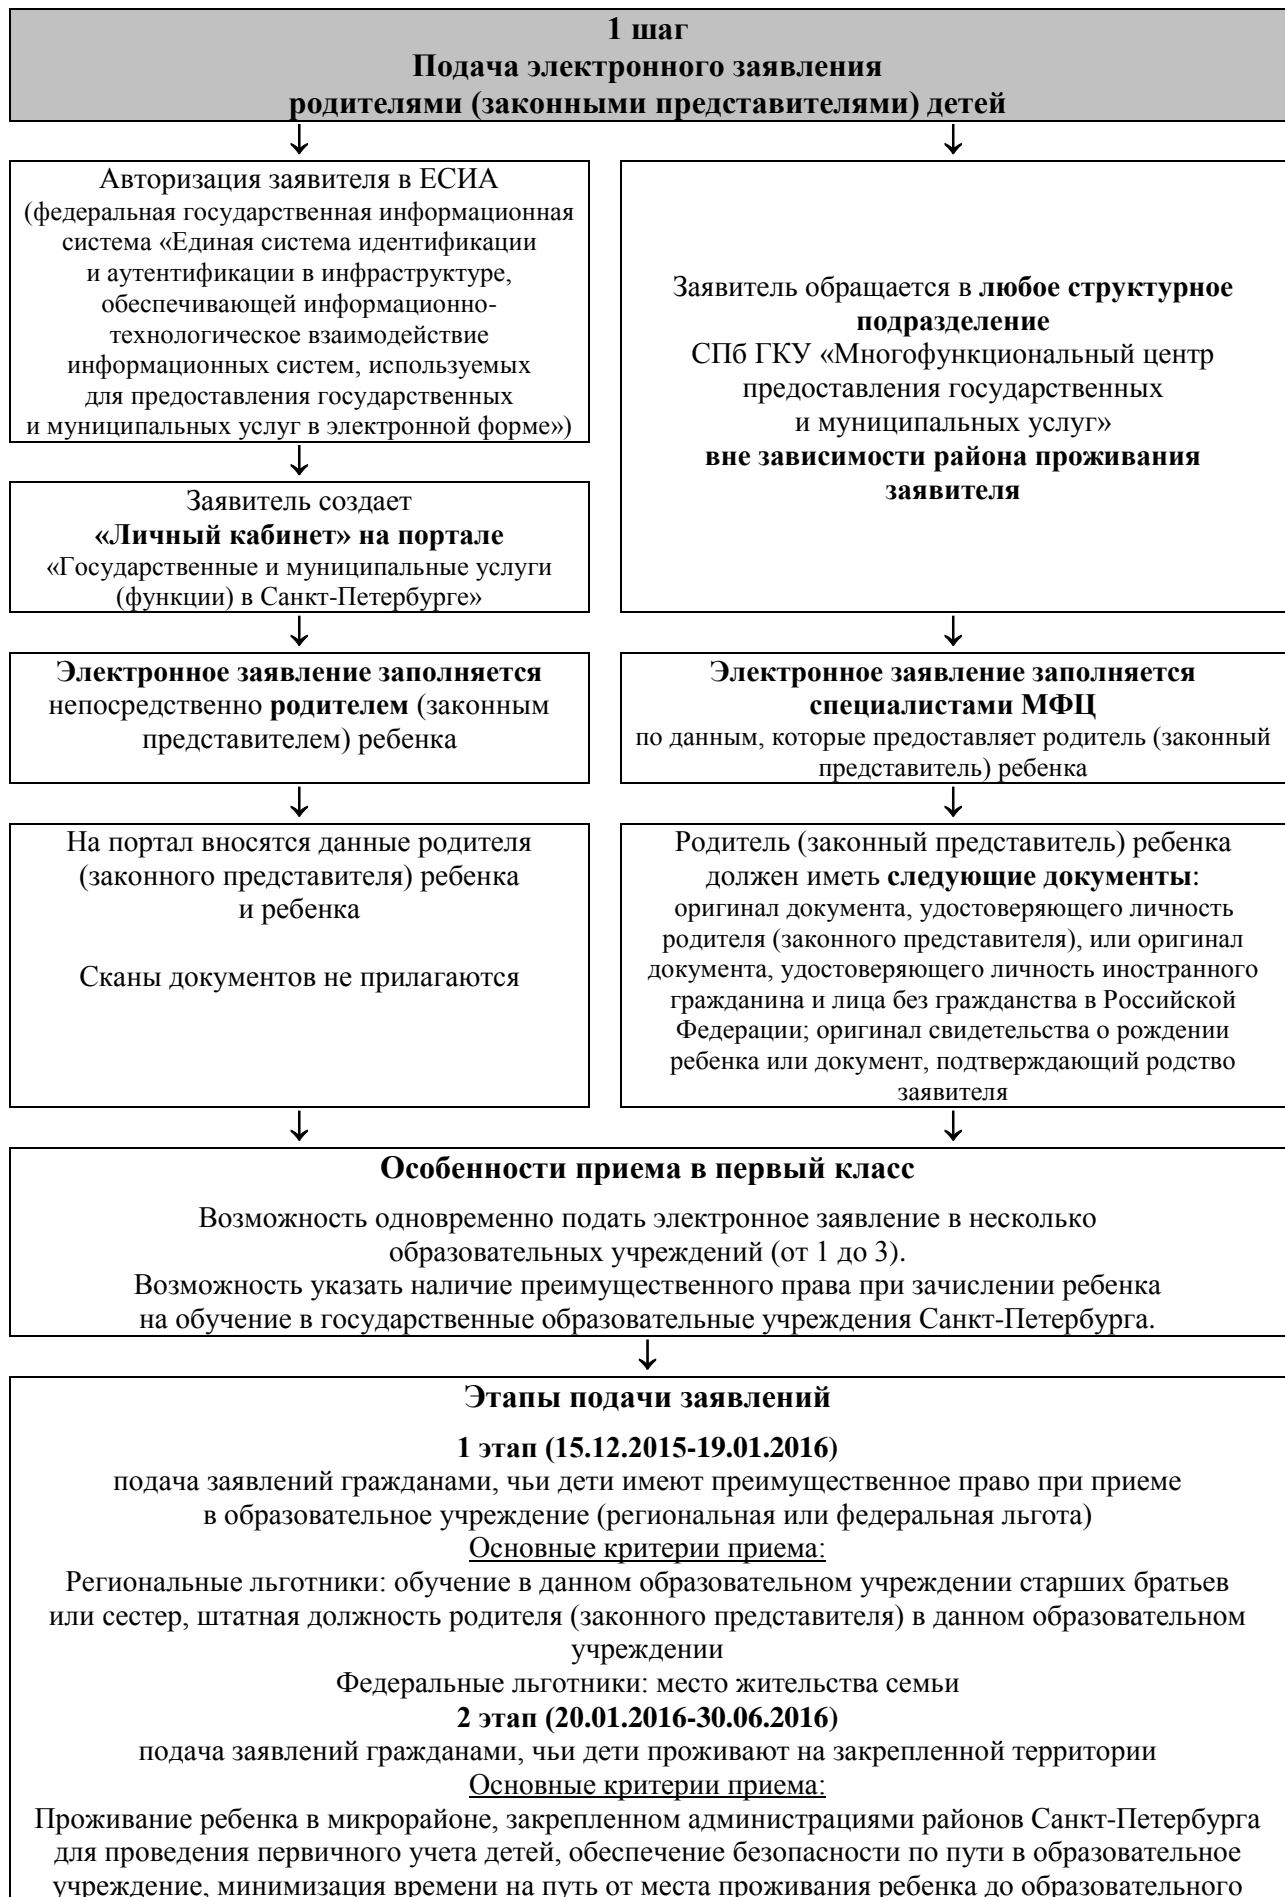 1 шаг
Подача электронного заявления
родителями (законными представителями) детей
↓
↓
Авторизация заявителя в ЕСИА
(федеральная государственная информационная
система «Единая система идентификации
и аутентификации в инфраструктуре,
обеспечивающей информационно-
технологическое взаимодействие
информационных систем, используемых
для предоставления государственных
и муниципальных услуг в электронной форме»)
↓
Заявитель создает
«Личный кабинет» на портале
«Государственные и муниципальные услуги
(функции) в Санкт-Петербурге»
Заявитель обращается в любое структурное
подразделение
СПб ГКУ «Многофункциональный центр
предоставления государственных
и муниципальных услуг»
вне зависимости района проживания
заявителя
↓
↓
Электронное заявление заполняется
непосредственно родителем (законным
представителем) ребенка
Электронное заявление заполняется
специалистами МФЦ
по данным, которые предоставляет родитель (законный
представитель) ребенка
↓
↓
На портал вносятся данные родителя
(законного представителя) ребенка
и ребенка
Сканы документов не прилагаются
Родитель (законный представитель) ребенка
должен иметь следующие документы:
оригинал документа, удостоверяющего личность
родителя (законного представителя), или оригинал
документа, удостоверяющего личность иностранного
гражданина и лица без гражданства в Российской
Федерации; оригинал свидетельства о рождении
ребенка или документ, подтверждающий родство
заявителя
↓
↓
Особенности приема в первый класс
Возможность одновременно подать электронное заявление в несколько
образовательных учреждений (от 1 до 3).
Возможность указать наличие преимущественного права при зачислении ребенка
на обучение в государственные образовательные учреждения Санкт-Петербурга.
↓
Этапы подачи заявлений
1 этап (15.12.2015-19.01.2016)
подача заявлений гражданами, чьи дети имеют преимущественное право при приеме
в образовательное учреждение (региональная или федеральная льгота)
Основные критерии приема:
Региональные льготники: обучение в данном образовательном учреждении старших братьев
или сестер, штатная должность родителя (законного представителя) в данном образовательном
учреждении
Федеральные льготники: место жительства семьи
2 этап (20.01.2016-30.06.2016)
подача заявлений гражданами, чьи дети проживают на закрепленной территории
Основные критерии приема:
Проживание ребенка в микрорайоне, закрепленном администрациями районов Санкт-Петербурга
для проведения первичного учета детей, обеспечение безопасности по пути в образовательное
учреждение, минимизация времени на путь от места проживания ребенка до образовательного